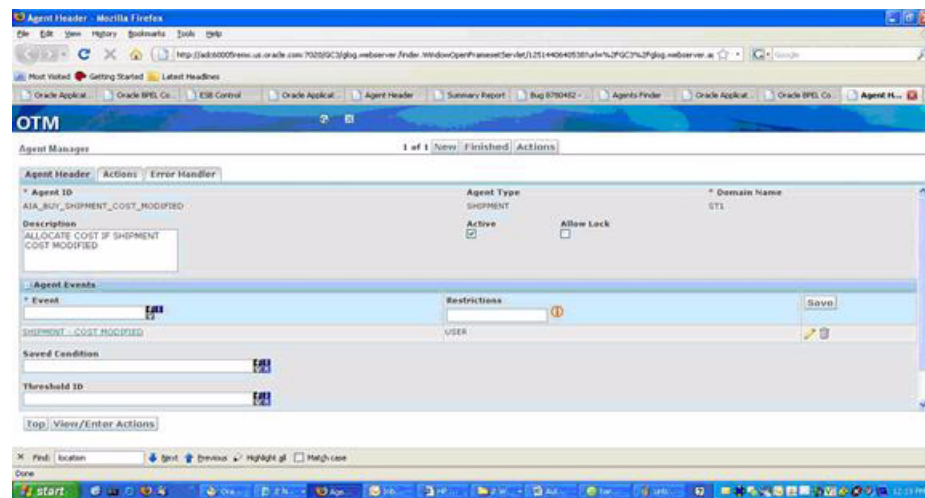 Agent Header - Mozilla Firefox
File Edit View History Bookmarks Tools Help
Most Visited Getting Started Latest Headlines
Oracle Applicat... Oracle BPEL Co... ESB Control Oracle Applicat... Agent Header Summary Report Bug 8780482 - ... Agents Finder Oracle Applicat... Oracle BPEL Co... Agent H...
OTM
Agent Manager 1 of 1 New Finished Actions
Agent Header Actions Error Handler
* Agent ID Agent Type * Domain Name
AIA_BUY_SHIPMENT_COST_MODIFIED SHIPMENT ST1
Description Active Allow Lock
ALLOCATE COST IF SHIPMENT
COST MODIFIED
Agent Events
* Event Restrictions Save
SHIPMENT - COST MODIFIED USER
Saved Condition
Threshold ID
Top View/Enter Actions
Find: location Next Previous Highlight all Match case
Done
start